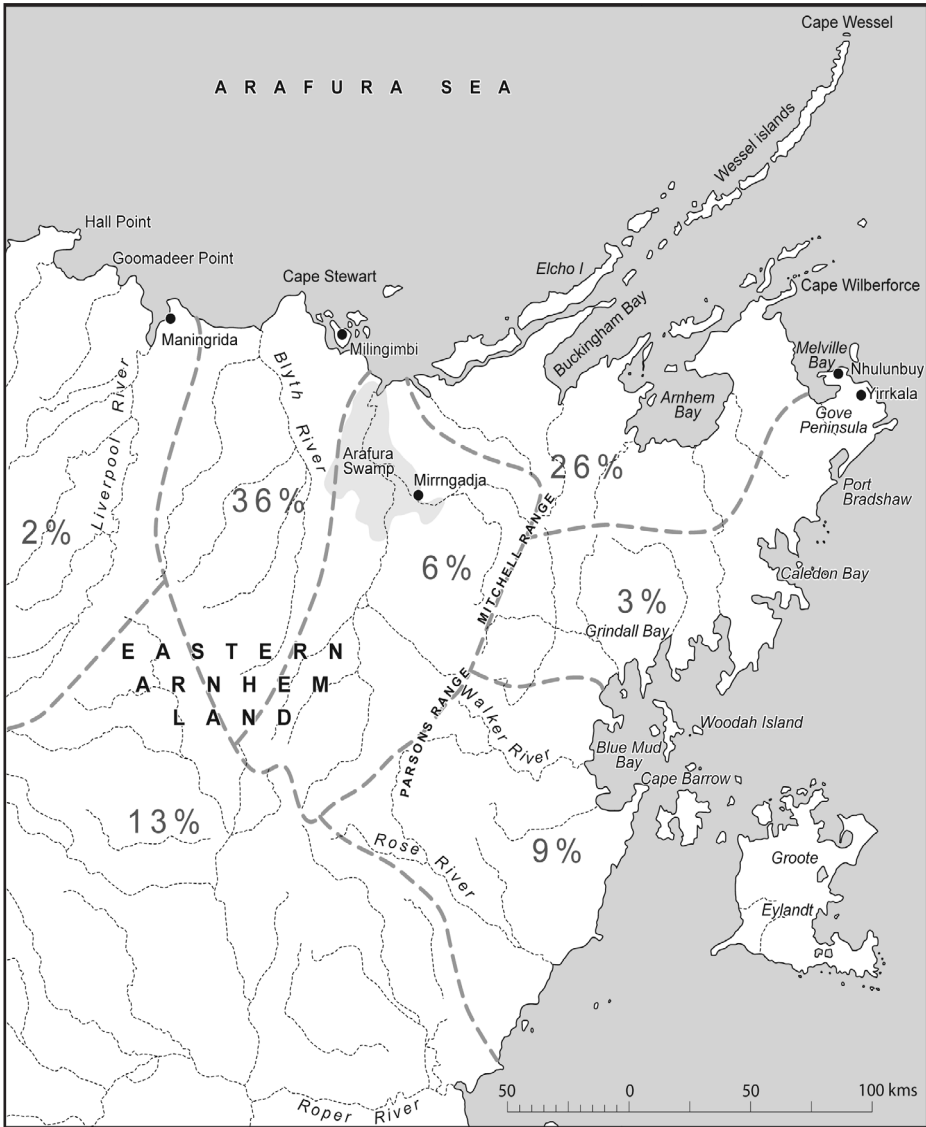 Cape Wessel
ARAFURA SEA
Wessel islands
Hall Point
Goomadeer Point
Cape Stewart
Elcho I
Cape Wilberforce
Buckingham Bay
Maningrida
Milingimbi
Melville
Bay
Nhulunbuy
Yirrkala
Arnhem
Bay
Gove
Peninsula
Liverpool River
Blyth River
Arafura
Swamp
Mirrngadja
26%
36%
2%
Port
Bradshaw
MITCHELL RANGE
6%
3%
Caledon Bay
Grindall Bay
EASTERN
ARNHEM
LAND
PARSONS RANGE
Walker River
Woodah Island
Blue Mud
Bay
Cape Barrow
13%
Rose River
9%
Groote
Eylandt
Roper River
50 0 50 100 kms